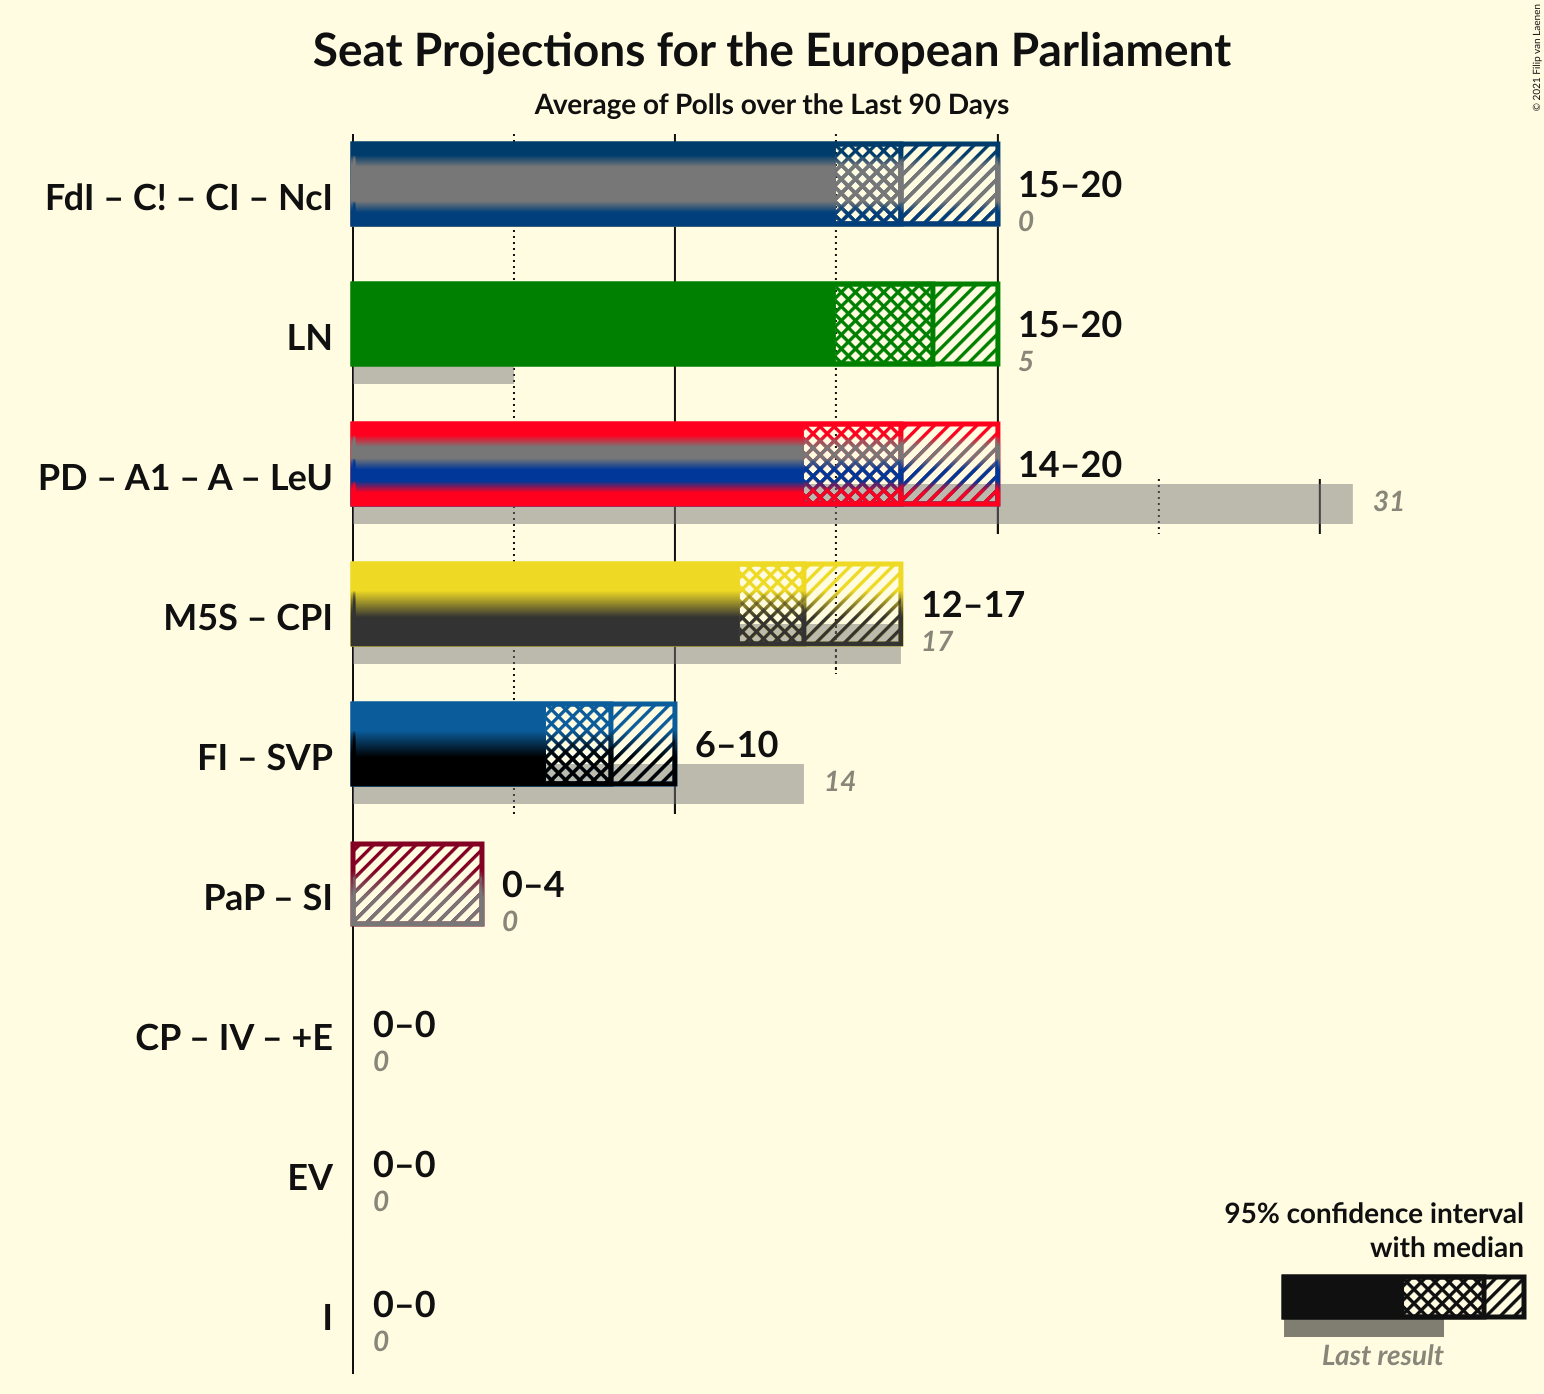 Seat Projections for the European Parliament
Average of Polls over the Last 90 Days
© 2021 Filip van Laenen
FdI – C! – CI – NcI
15–20
0
LN
15–20
5
PD – A1 – A – LeU
14–20
31
M5S – CPI
12–17
17
FI – SVP
6–10
14
PaP – SI
0–4
0
CP – IV – +E
0–0
0
EV
0–0
0
I
0–0
0
95% confidence interval
with median
Last result